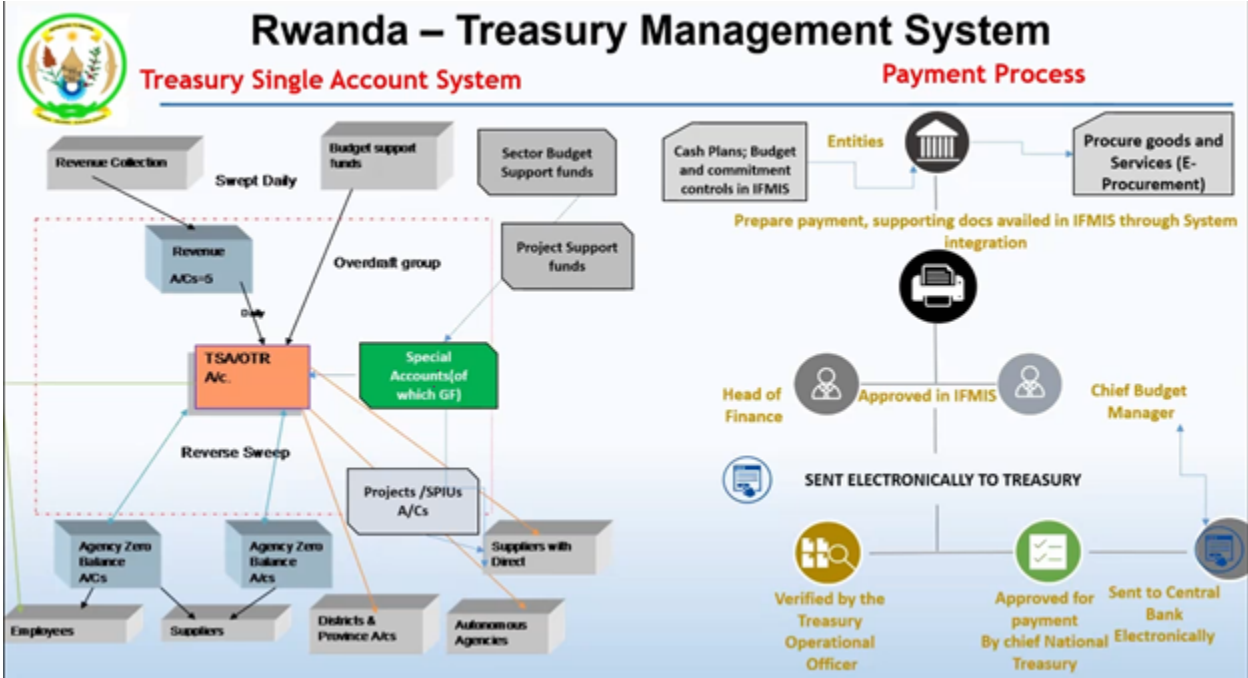 Rwanda – Treasury Management System
Treasury Single Account System
Payment Process
Revenue Collection
Swept Daily
Budget support
funds
Sector Budget
Support funds
Project Support
funds
Revenue
A/Cs=5
Overdraft group
Daily
TSA/OTR
A/c.
Special
Accounts(of
which GF)
Reverse Sweep
Projects /SPIUs
A/Cs
Agency Zero
Balance
A/Cs
Agency Zero
Balance
A/cs
Suppliers with
Direct
Employees
Suppliers
Districts &
Province A/cs
Autonomous
Agencies
Cash Plans; Budget
and commitment
controls in IFMIS
Entities
Procure goods and
Services (E-
Procurement)
Prepare payment, supporting docs availed in IFMIS through System
integration
Head of
Finance
Approved in IFMIS
Chief Budget
Manager
SENT ELECTRONICALLY TO TREASURY
Verified by the
Treasury
Operational
Officer
Approved for
payment
By chief National
Treasury
Sent to Central
Bank
Electronically